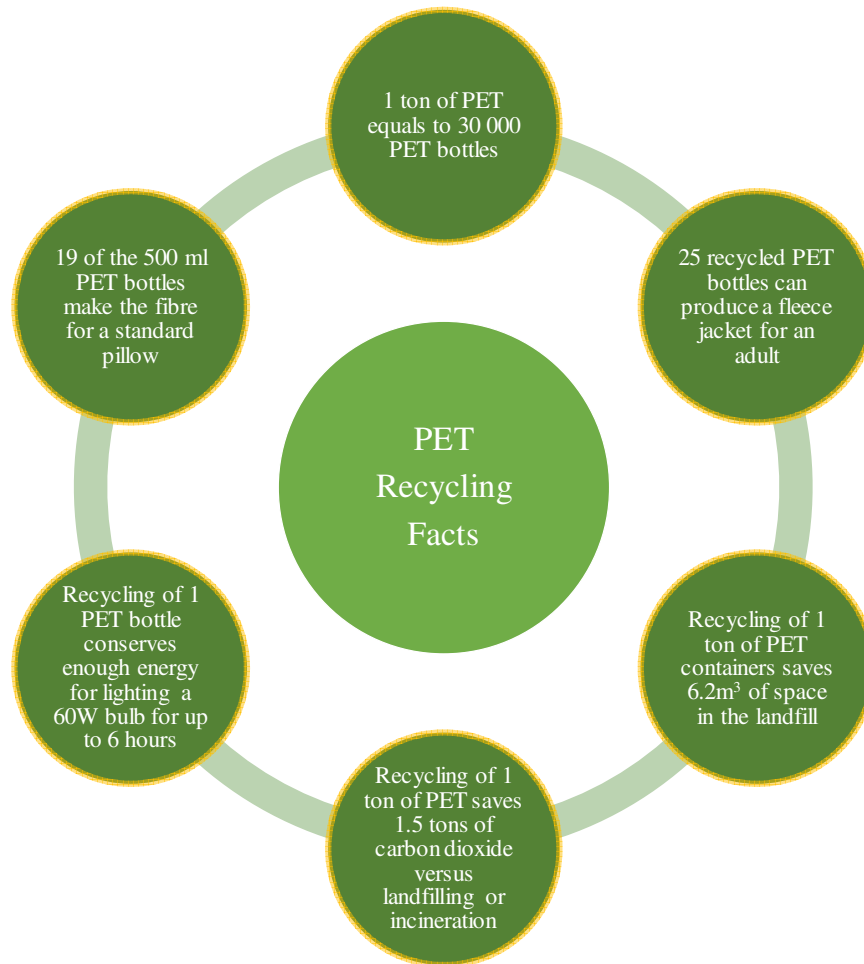 1 ton of PET
equals to 30 000
PET bottles
25 recycled PET
bottles can
produce a fleece
jacket for an
adult
Recycling of 1
ton of PET
containers saves
6.2m³ of space
in the landfill
Recycling of 1
ton of PET saves
1.5 tons of
carbon dioxide
versus
landfilling or
incineration
Recycling of 1
PET bottle
conserves
enough energy
for lighting a
60W bulb for up
to 6 hours
19 of the 500 ml
PET bottles
make the fibre
for a standard
pillow
PET
Recycling
Facts